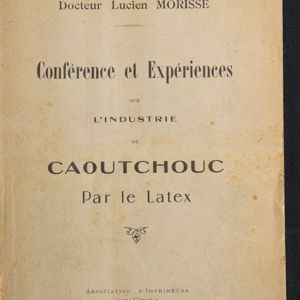 Docteur Lucien MORISSE
Conférence et Expériences
SUR
L'INDUSTRIE
DU
CAOUTCHOUC
Par le Latex
ASSOCIATION D'IMPRIMEURS